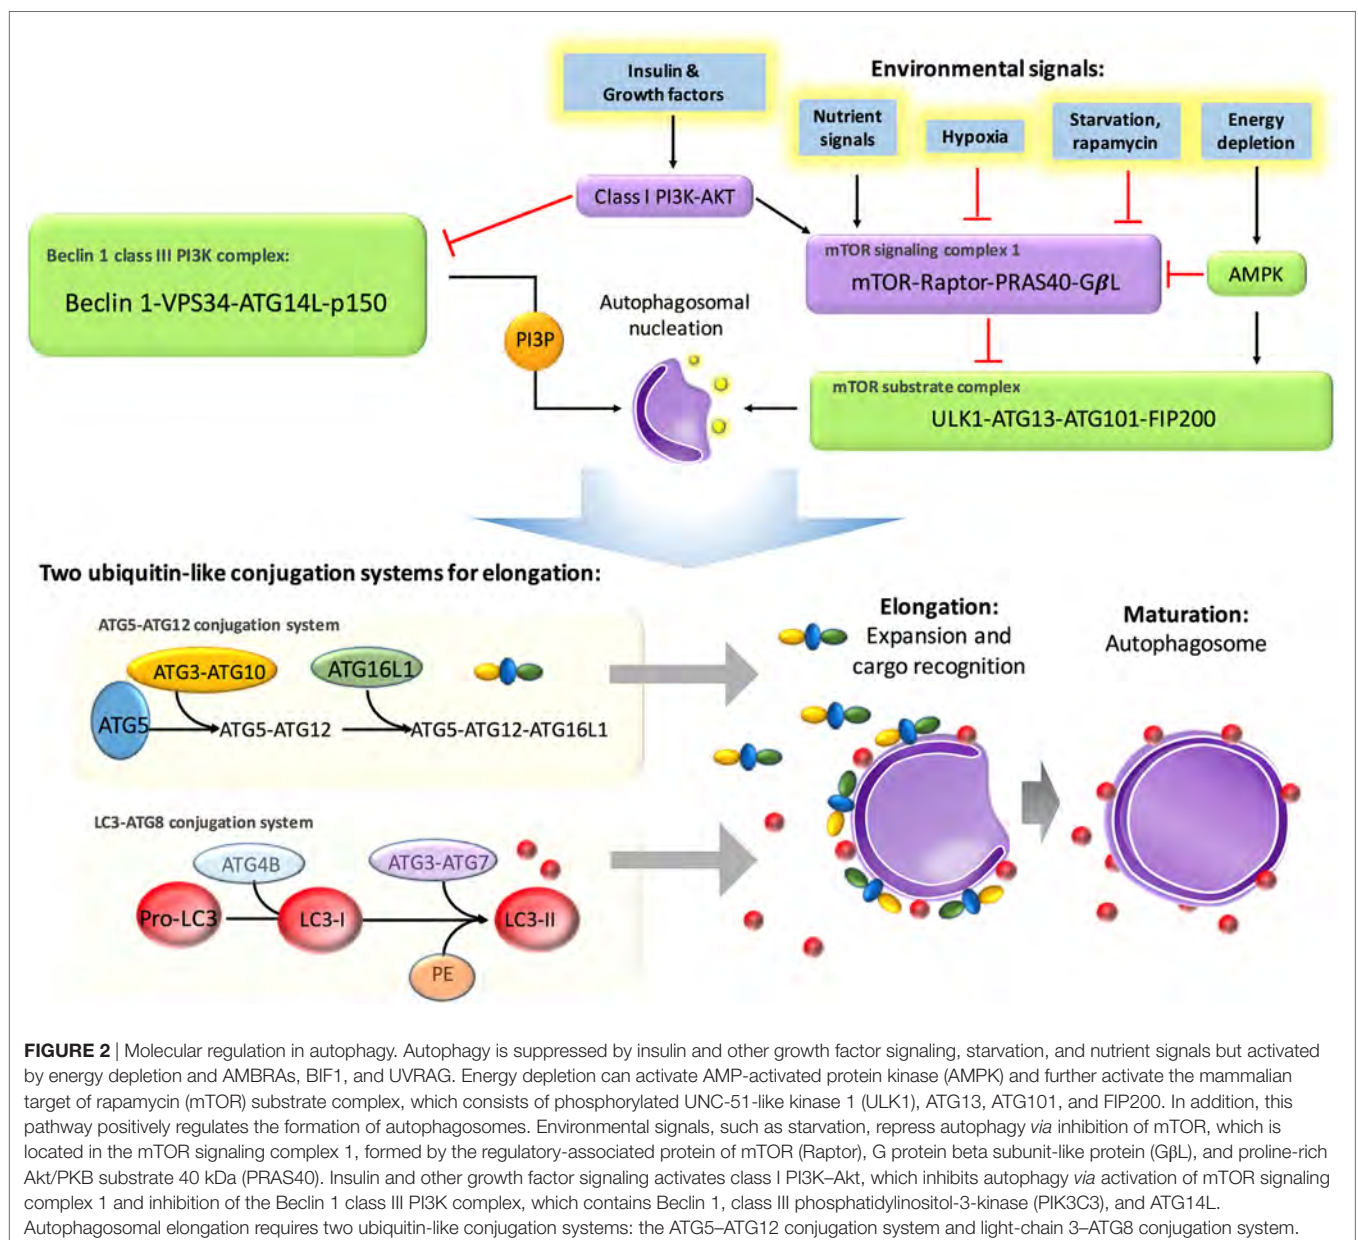 Insulin &
Growth factors
Environmental signals:
Nutrient
signals
Hypoxia
Starvation,
rapamycin
Energy
depletion
Class I PI3K-AKT
Beclin 1 class III PI3K complex:
Beclin 1-VPS34-ATG14L-p150
mTOR signaling complex 1
mTOR-Raptor-PRAS40-GβL
AMPK
Autophagosomal
nucleation
PI3P
mTOR substrate complex
ULK1-ATG13-ATG101-FIP200
Two ubiquitin-like conjugation systems for elongation:
ATG5-ATG12 conjugation system
ATG3-ATG10
ATG16L1
ATG5
ATG5-ATG12
ATG5-ATG12-ATG16L1
Elongation:
Expansion and
cargo recognition
Maturation:
Autophagosome
LC3-ATG8 conjugation system
ATG4B
ATG3-ATG7
Pro-LC3
LC3-I
LC3-II
PE
FIGURE 2 | Molecular regulation in autophagy. Autophagy is suppressed by insulin and other growth factor signaling, starvation, and nutrient signals but activated
by energy depletion and AMBRAs, BIF1, and UVRAG. Energy depletion can activate AMP-activated protein kinase (AMPK) and further activate the mammalian
target of rapamycin (mTOR) substrate complex, which consists of phosphorylated UNC-51-like kinase 1 (ULK1), ATG13, ATG101, and FIP200. In addition, this
pathway positively regulates the formation of autophagosomes. Environmental signals, such as starvation, repress autophagy via inhibition of mTOR, which is
located in the mTOR signaling complex 1, formed by the regulatory-associated protein of mTOR (Raptor), G protein beta subunit-like protein (GβL), and proline-rich
Akt/PKB substrate 40 kDa (PRAS40). Insulin and other growth factor signaling activates class I PI3K–Akt, which inhibits autophagy via activation of mTOR signaling
complex 1 and inhibition of the Beclin 1 class III PI3K complex, which contains Beclin 1, class III phosphatidylinositol-3-kinase (PIK3C3), and ATG14L.
Autophagosomal elongation requires two ubiquitin-like conjugation systems: the ATG5–ATG12 conjugation system and light-chain 3–ATG8 conjugation system.